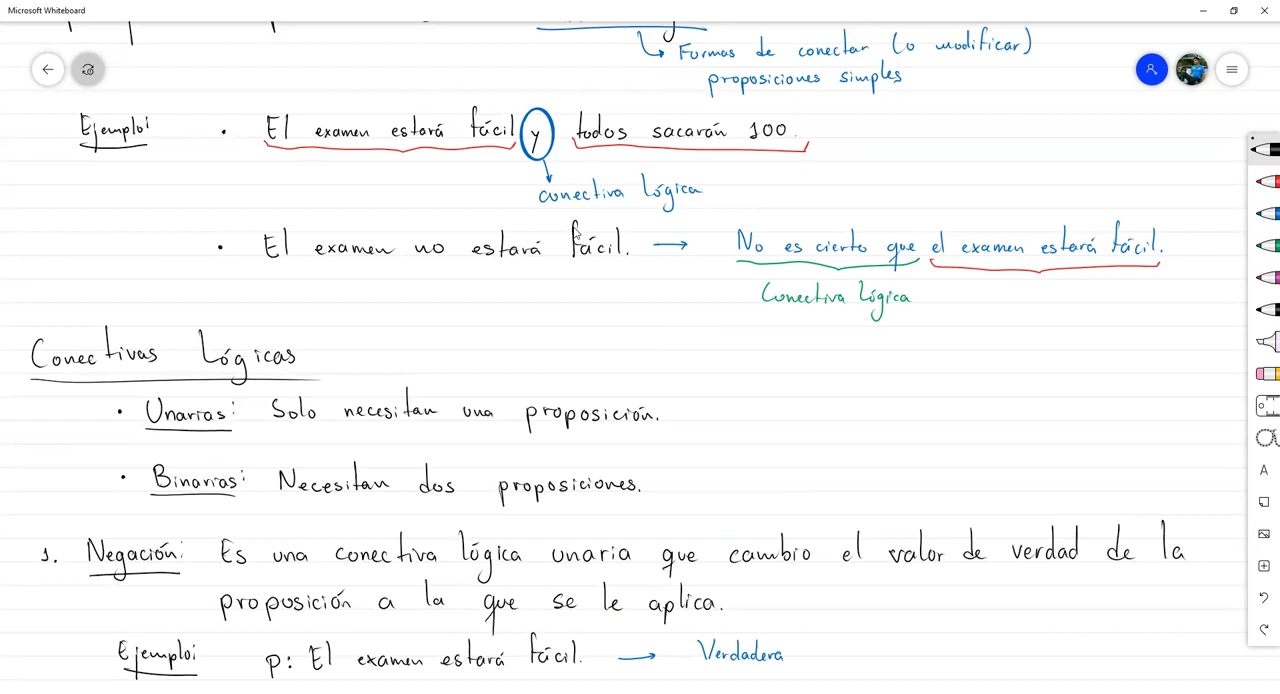 Microsoft Whiteboard
Formas de conectar (o modificar)
proposiciones simples
Ejemplo: • El examen estará fácil y todos sacarán 100.
conectiva lógica
• El examen no estará fácil. → No es cierto que el examen estará fácil.
Conectiva lógica
Conectivas Lógicas
• Unarias: Solo necesitan una proposición.
• Binarias: Necesitan dos proposiciones.
1. Negación: Es una conectiva lógica unaria que cambio el valor de verdad de la
proposición a la que se le aplica.
Ejemplo: p: El examen estará fácil. → Verdadera